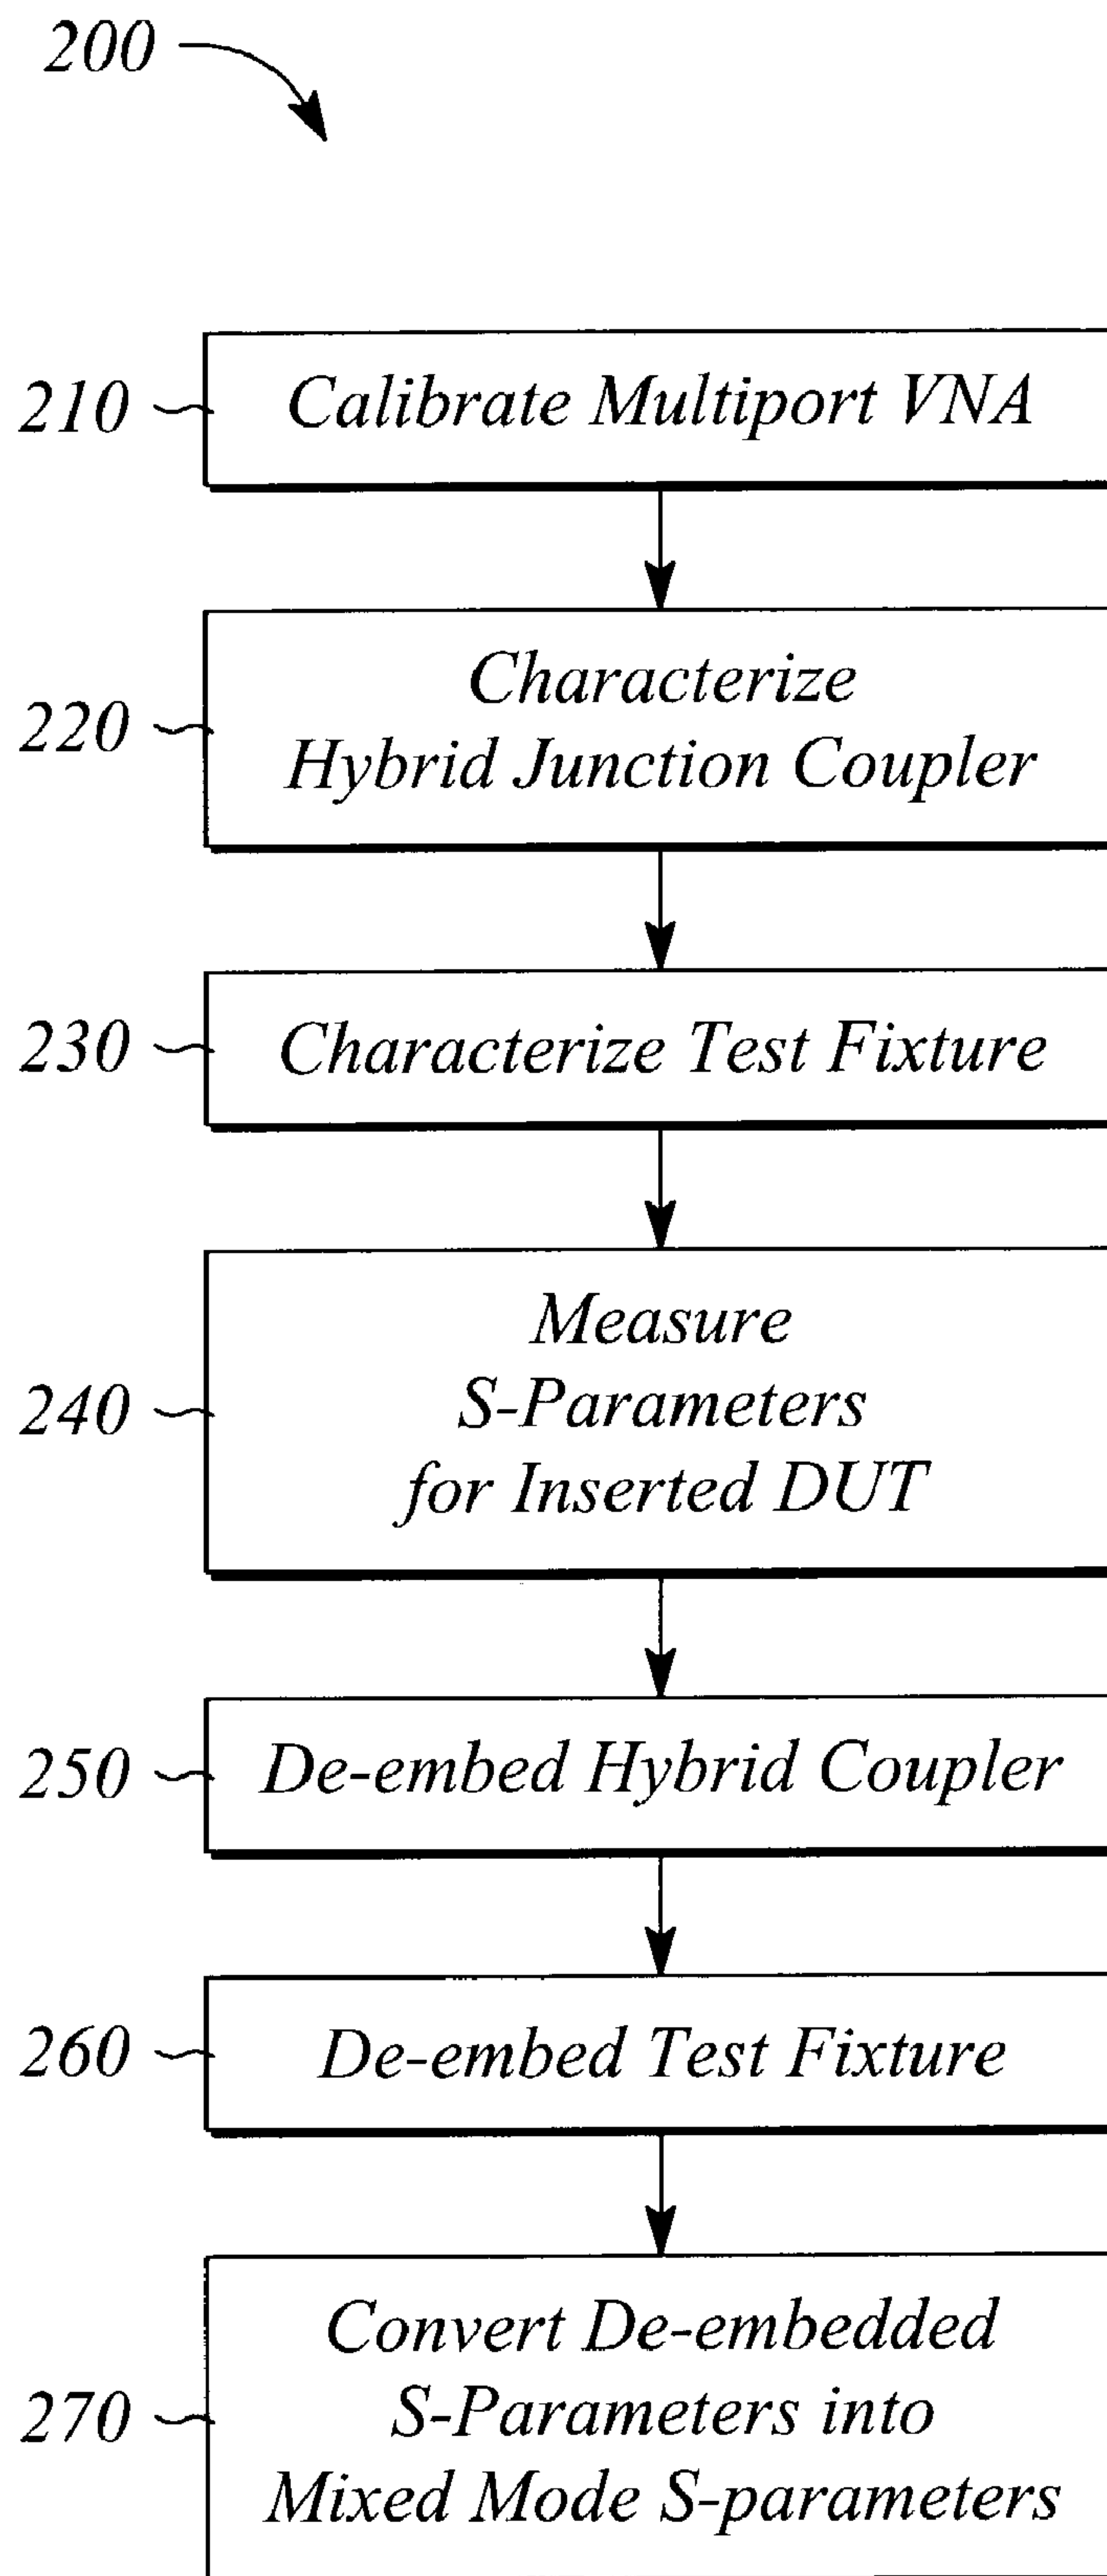 200
210
Calibrate Multiport VNA
220
Characterize
Hybrid Junction Coupler
230
Characterize Test Fixture
240
Measure
S-Parameters
for Inserted DUT
250
De-embed Hybrid Coupler
260
De-embed Test Fixture
270
Convert De-embedded
S-Parameters into
Mixed Mode S-parameters